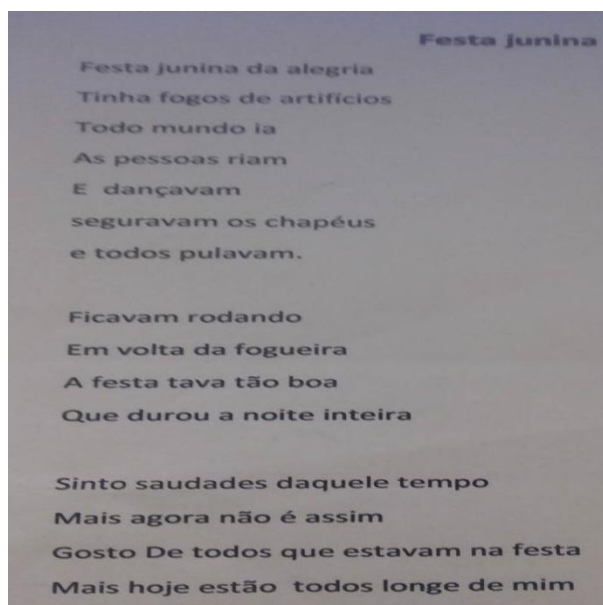 Festa junina
Festa junina da alegria
Tinha fogos de artifícios
Todo mundo ia
As pessoas riam
E dançavam
seguravam os chapéus
e todos pulavam.
Ficavam rodando
Em volta da fogueira
A festa tava tão boa
Que durou a noite inteira
Sinto saudades daquele tempo
Mais agora não é assim
Gosto De todos que estavam na festa
Mais hoje estão todos longe de mim